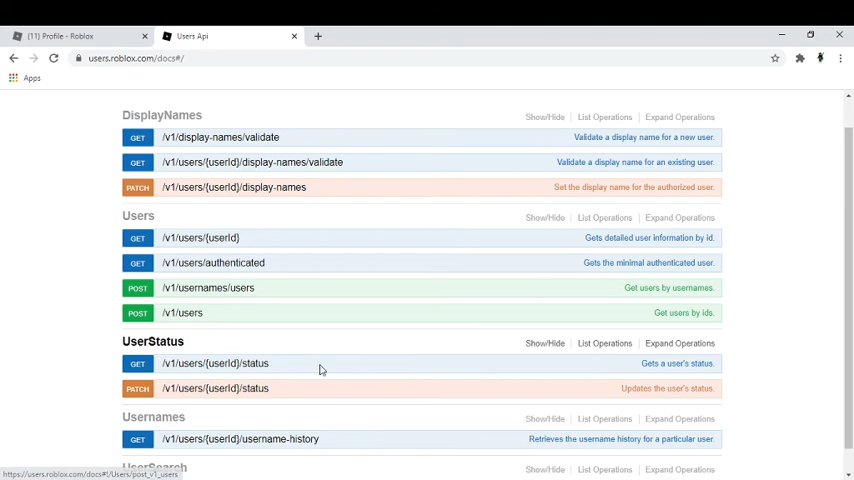 (11) Profile - Roblox
Users Api
users.roblox.com/docs#/
Apps
DisplayNames Show/Hide List Operations Expand Operations
GET /v1/display-names/validate Validate a display name for a new user.
GET /v1/users/{userId}/display-names/validate Validate a display name for an existing user.
PATCH /v1/users/{userId}/display-names Set the display name for the authorized user.
Users Show/Hide List Operations Expand Operations
GET /v1/users/{userId} Gets detailed user information by id.
GET /v1/users/authenticated Gets the minimal authenticated user.
POST /v1/usernames/users Get users by usernames.
POST /v1/users Get users by ids.
UserStatus Show/Hide List Operations Expand Operations
GET /v1/users/{userId}/status Gets a user's status.
PATCH /v1/users/{userId}/status Updates the user's status.
Usernames Show/Hide List Operations Expand Operations
GET /v1/users/{userId}/username-history Retrieves the username history for a particular user.
UserSearch Show/Hide List Operations Expand Operations
https://users.roblox.com/docs#!/Users/post_v1_users